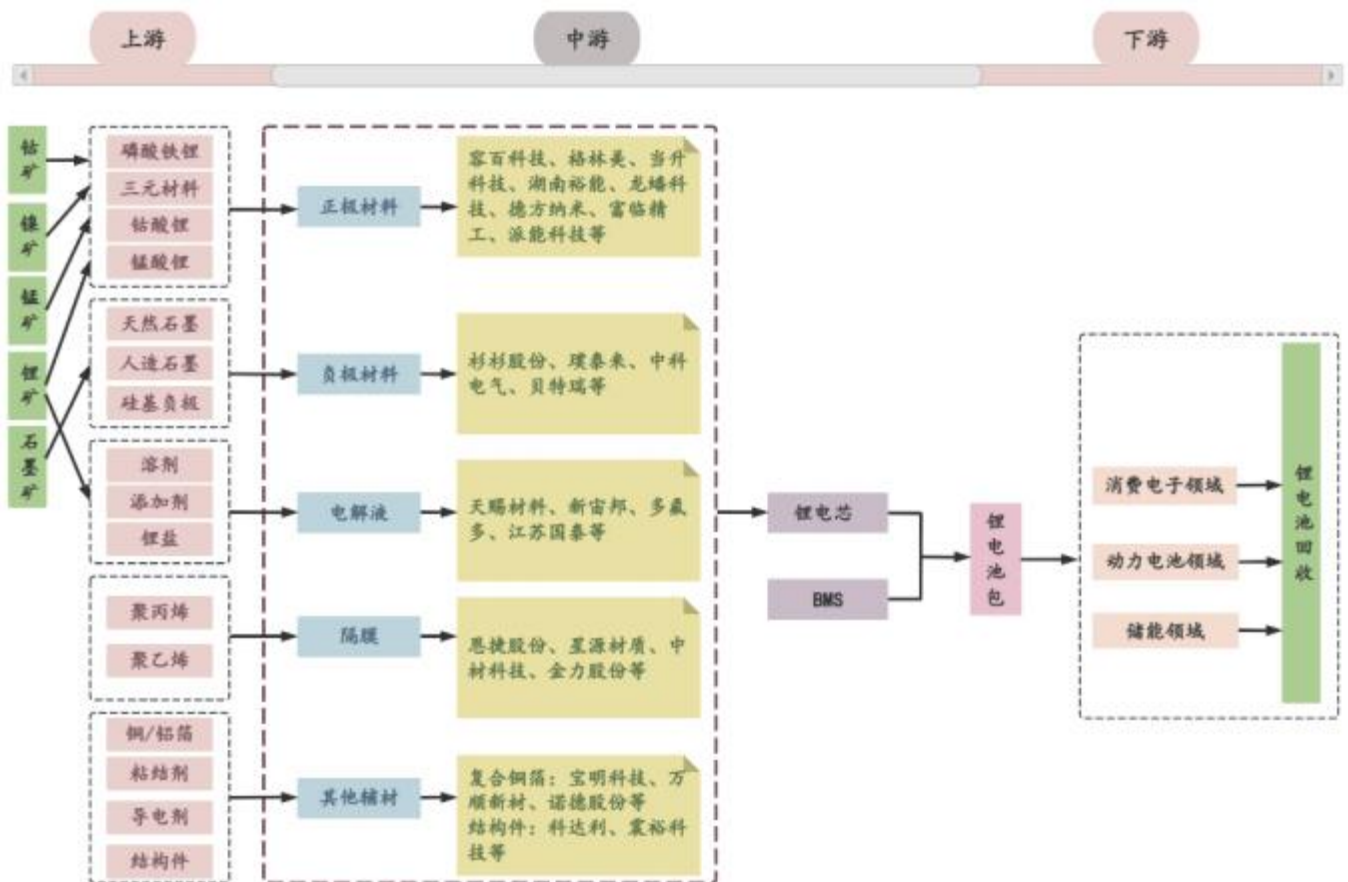 上游
中游
下游
钴矿
镍矿
锰矿
锂矿
石墨矿
磷酸铁锂
三元材料
钴酸锂
锰酸锂
天然石墨
人造石墨
硅基负极
溶剂
添加剂
锂盐
聚丙烯
聚乙烯
铜/铝箔
粘结剂
导电剂
结构件
正极材料
容百科技、格林美、当升
科技、湖南裕能、龙蟠科
技、德方纳米、富临精
工、派能科技等
负极材料
杉杉股份、璞泰来、中科
电气、贝特瑞等
电解液
天赐材料、新宙邦、多氟
多、江苏国泰等
隔膜
恩捷股份、星源材质、中
材科技、金力股份等
其他辅材
复合铜箔：宝明科技、万
顺新材、诺德股份等
结构件：科达利、震裕科
技等
锂电芯
BMS
锂电池包
消费电子领域
动力电池领域
储能领域
锂电池回收